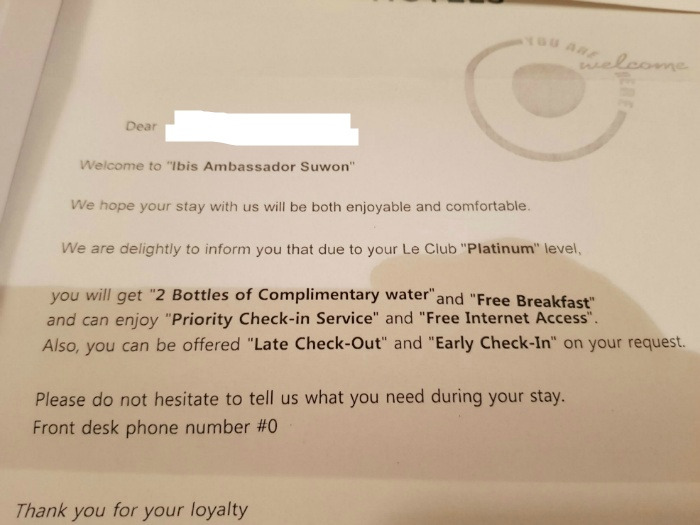 YOU ARE HERE
welcome
Dear
Welcome to "Ibis Ambassador Suwon"
We hope your stay with us will be both enjoyable and comfortable.
We are delightly to inform you that due to your Le Club "Platinum" level,
you will get "2 Bottles of Complimentary water" and "Free Breakfast"
and can enjoy "Priority Check-in Service" and "Free Internet Access".
Also, you can be offered "Late Check-Out" and "Early Check-In" on your request.
Please do not hesitate to tell us what you need during your stay.
Front desk phone number #0
Thank you for your loyalty